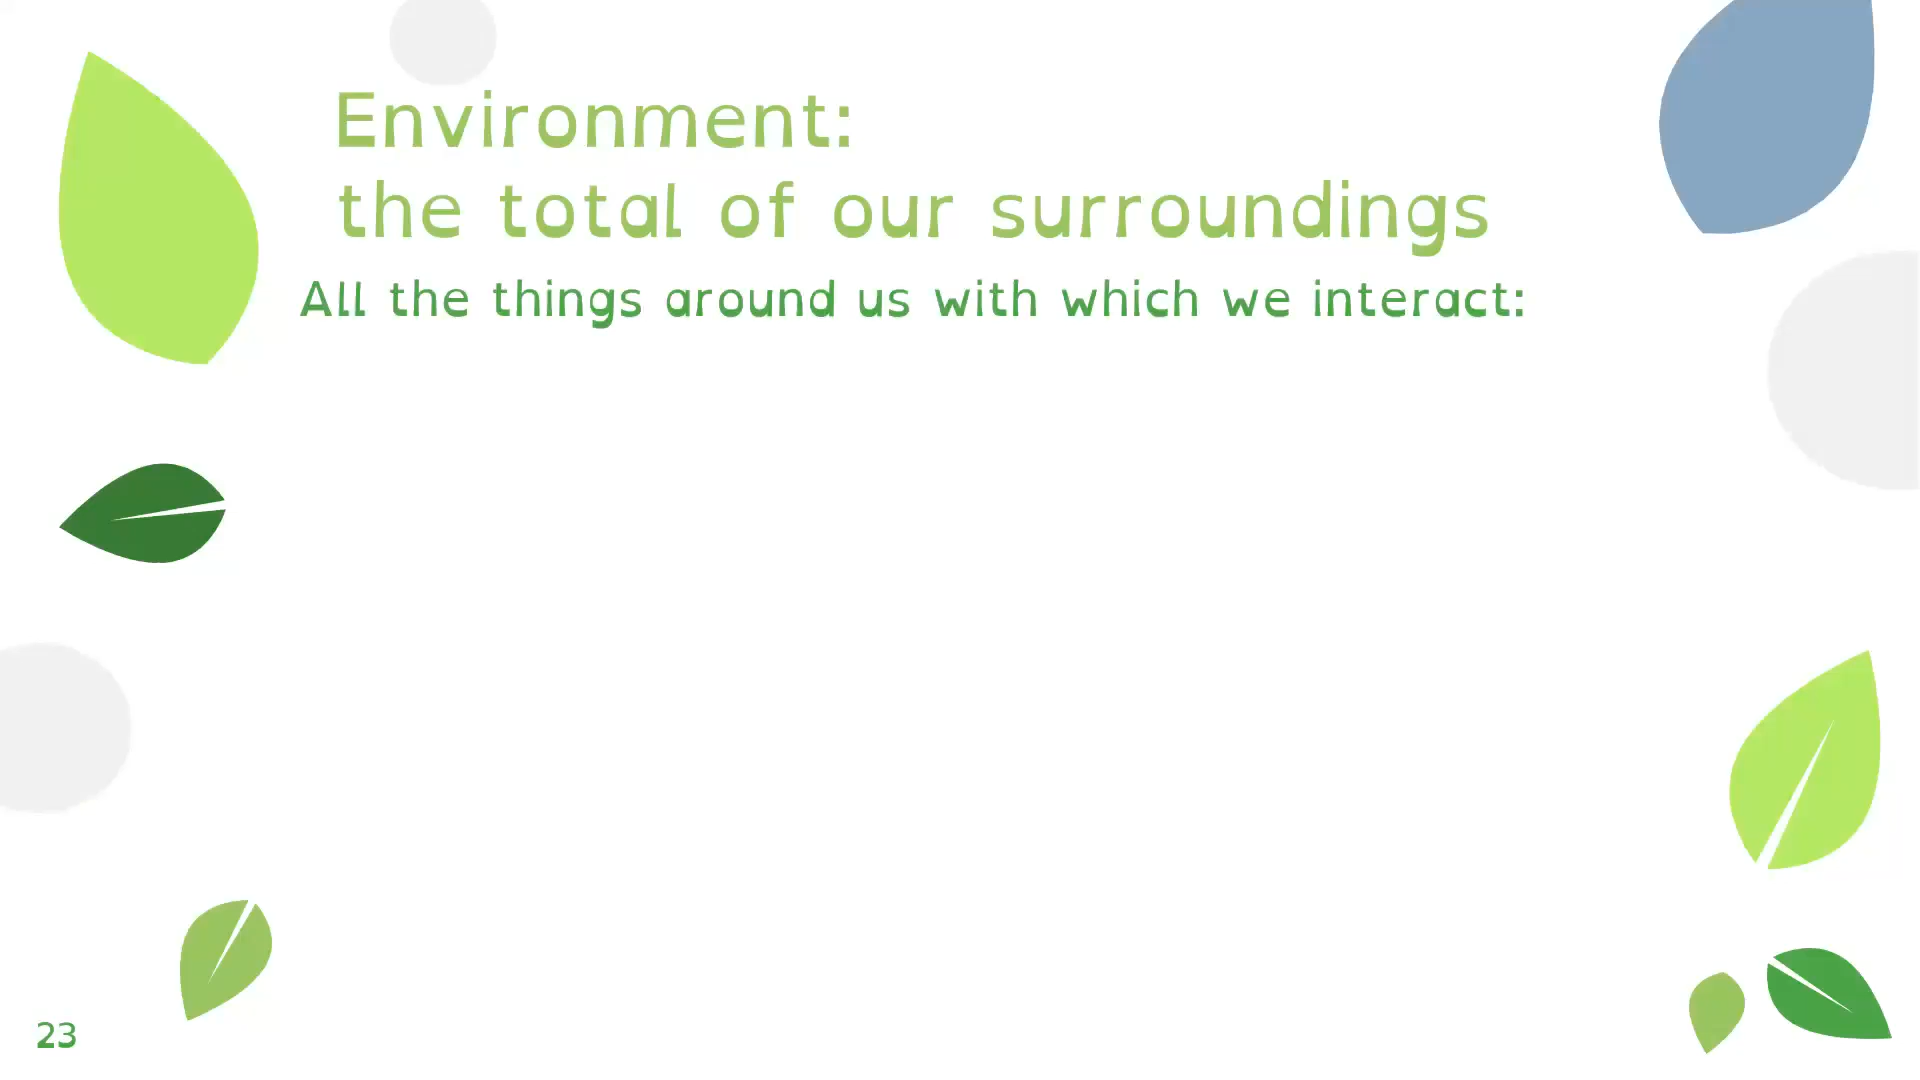 Environment:
the total of our surroundings
All the things around us with which we interact:
23